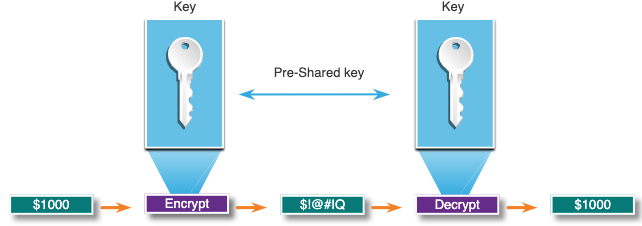 Key
Key
Pre-Shared key
$1000
Encrypt
$!@#IQ
Decrypt
$1000